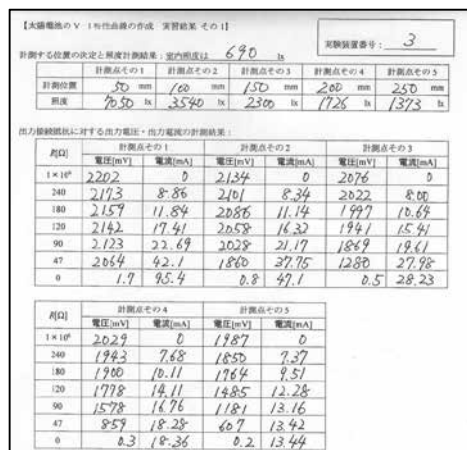 【太陽電池のV-I特性曲線の作成 実習結果 その1】
実験装置番号: 3
計測する位置の決定と照度計測結果: 室内照度は 690 lx
計測点その1 計測点その2 計測点その3 計測点その4 計測点その5
計測位置 50 mm 100 mm 150 mm 200 mm 250 mm
照度 7050 lx 3540 lx 2300 lx 1726 lx 1373 lx
出力接続抵抗に対する出力電圧・出力電流の計測結果:
R[Ω] 計測点その1 計測点その2 計測点その3
電圧[mV] 電流[mA] 電圧[mV] 電流[mA] 電圧[mV] 電流[mA]
1×10⁶ 2202 0 2134 0 2076 0
240 2173 8.86 2101 8.34 2022 8.00
180 2159 11.84 2086 11.14 1997 10.64
120 2142 17.41 2058 16.32 1941 15.41
90 2123 22.69 2028 21.17 1869 19.61
47 2064 42.1 1860 37.75 1280 27.98
0 1.7 95.4 0.8 47.1 0.5 28.23
R[Ω] 計測点その4 計測点その5
電圧[mV] 電流[mA] 電圧[mV] 電流[mA]
1×10⁶ 2029 0 1987 0
240 1943 7.68 1850 7.37
180 1900 10.11 1764 9.51
120 1778 14.11 1485 12.28
90 1578 16.76 1181 13.16
47 859 18.28 607 13.42
0 0.3 18.36 0.2 13.44